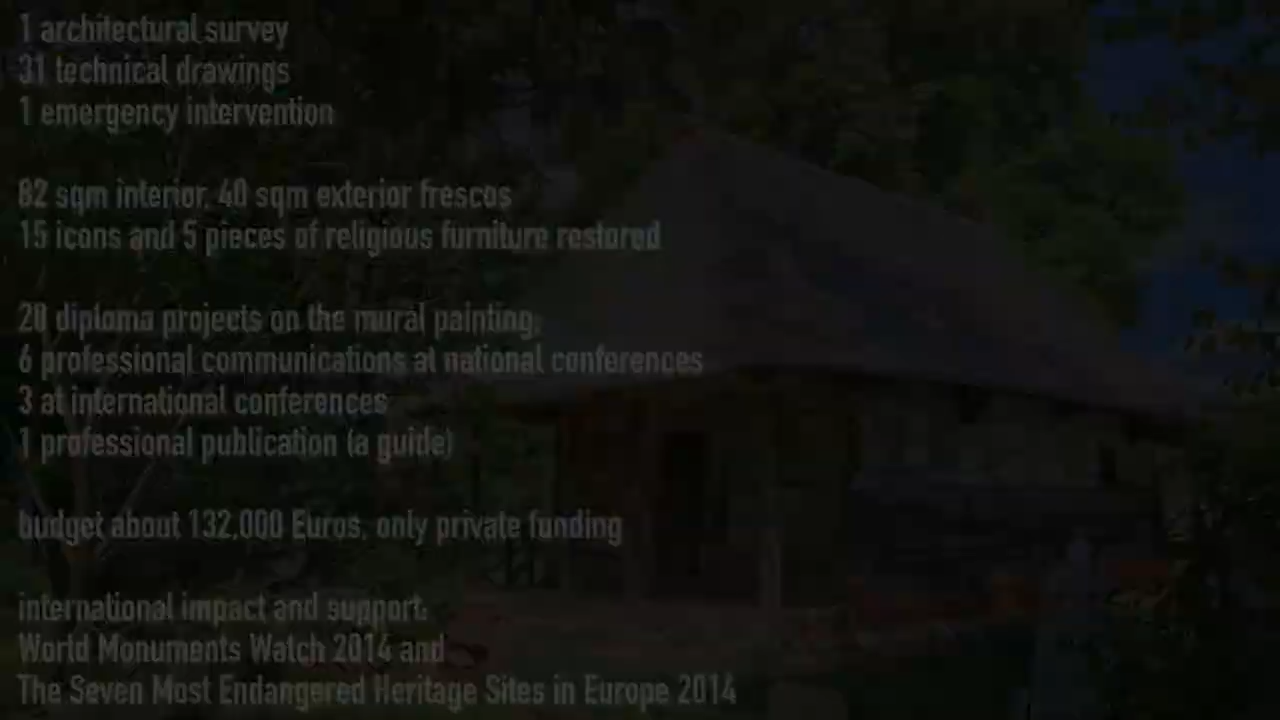 1 architectural survey
31 technical drawings
1 emergency intervention
82 sqm interior, 40 sqm exterior frescos
15 icons and 5 pieces of religious furniture restored
20 diploma projects on the mural painting,
6 professional communications at national conferences
3 at international conferences
1 professional publication (a guide)
budget about 132,000 Euros, only private funding
international impact and support:
World Monuments Watch 2014 and
The Seven Most Endangered Heritage Sites in Europe 2014